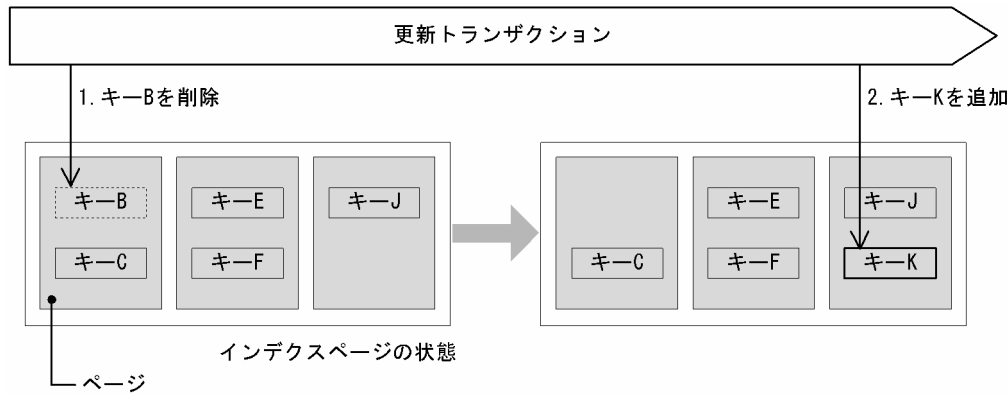 更新トランザクション
1.キーBを削除
2.キーKを追加
キーB
キーE
キーJ
キーE
キーJ
キーC
キーF
キーC
キーF
キーK
インデクスページの状態
ページ